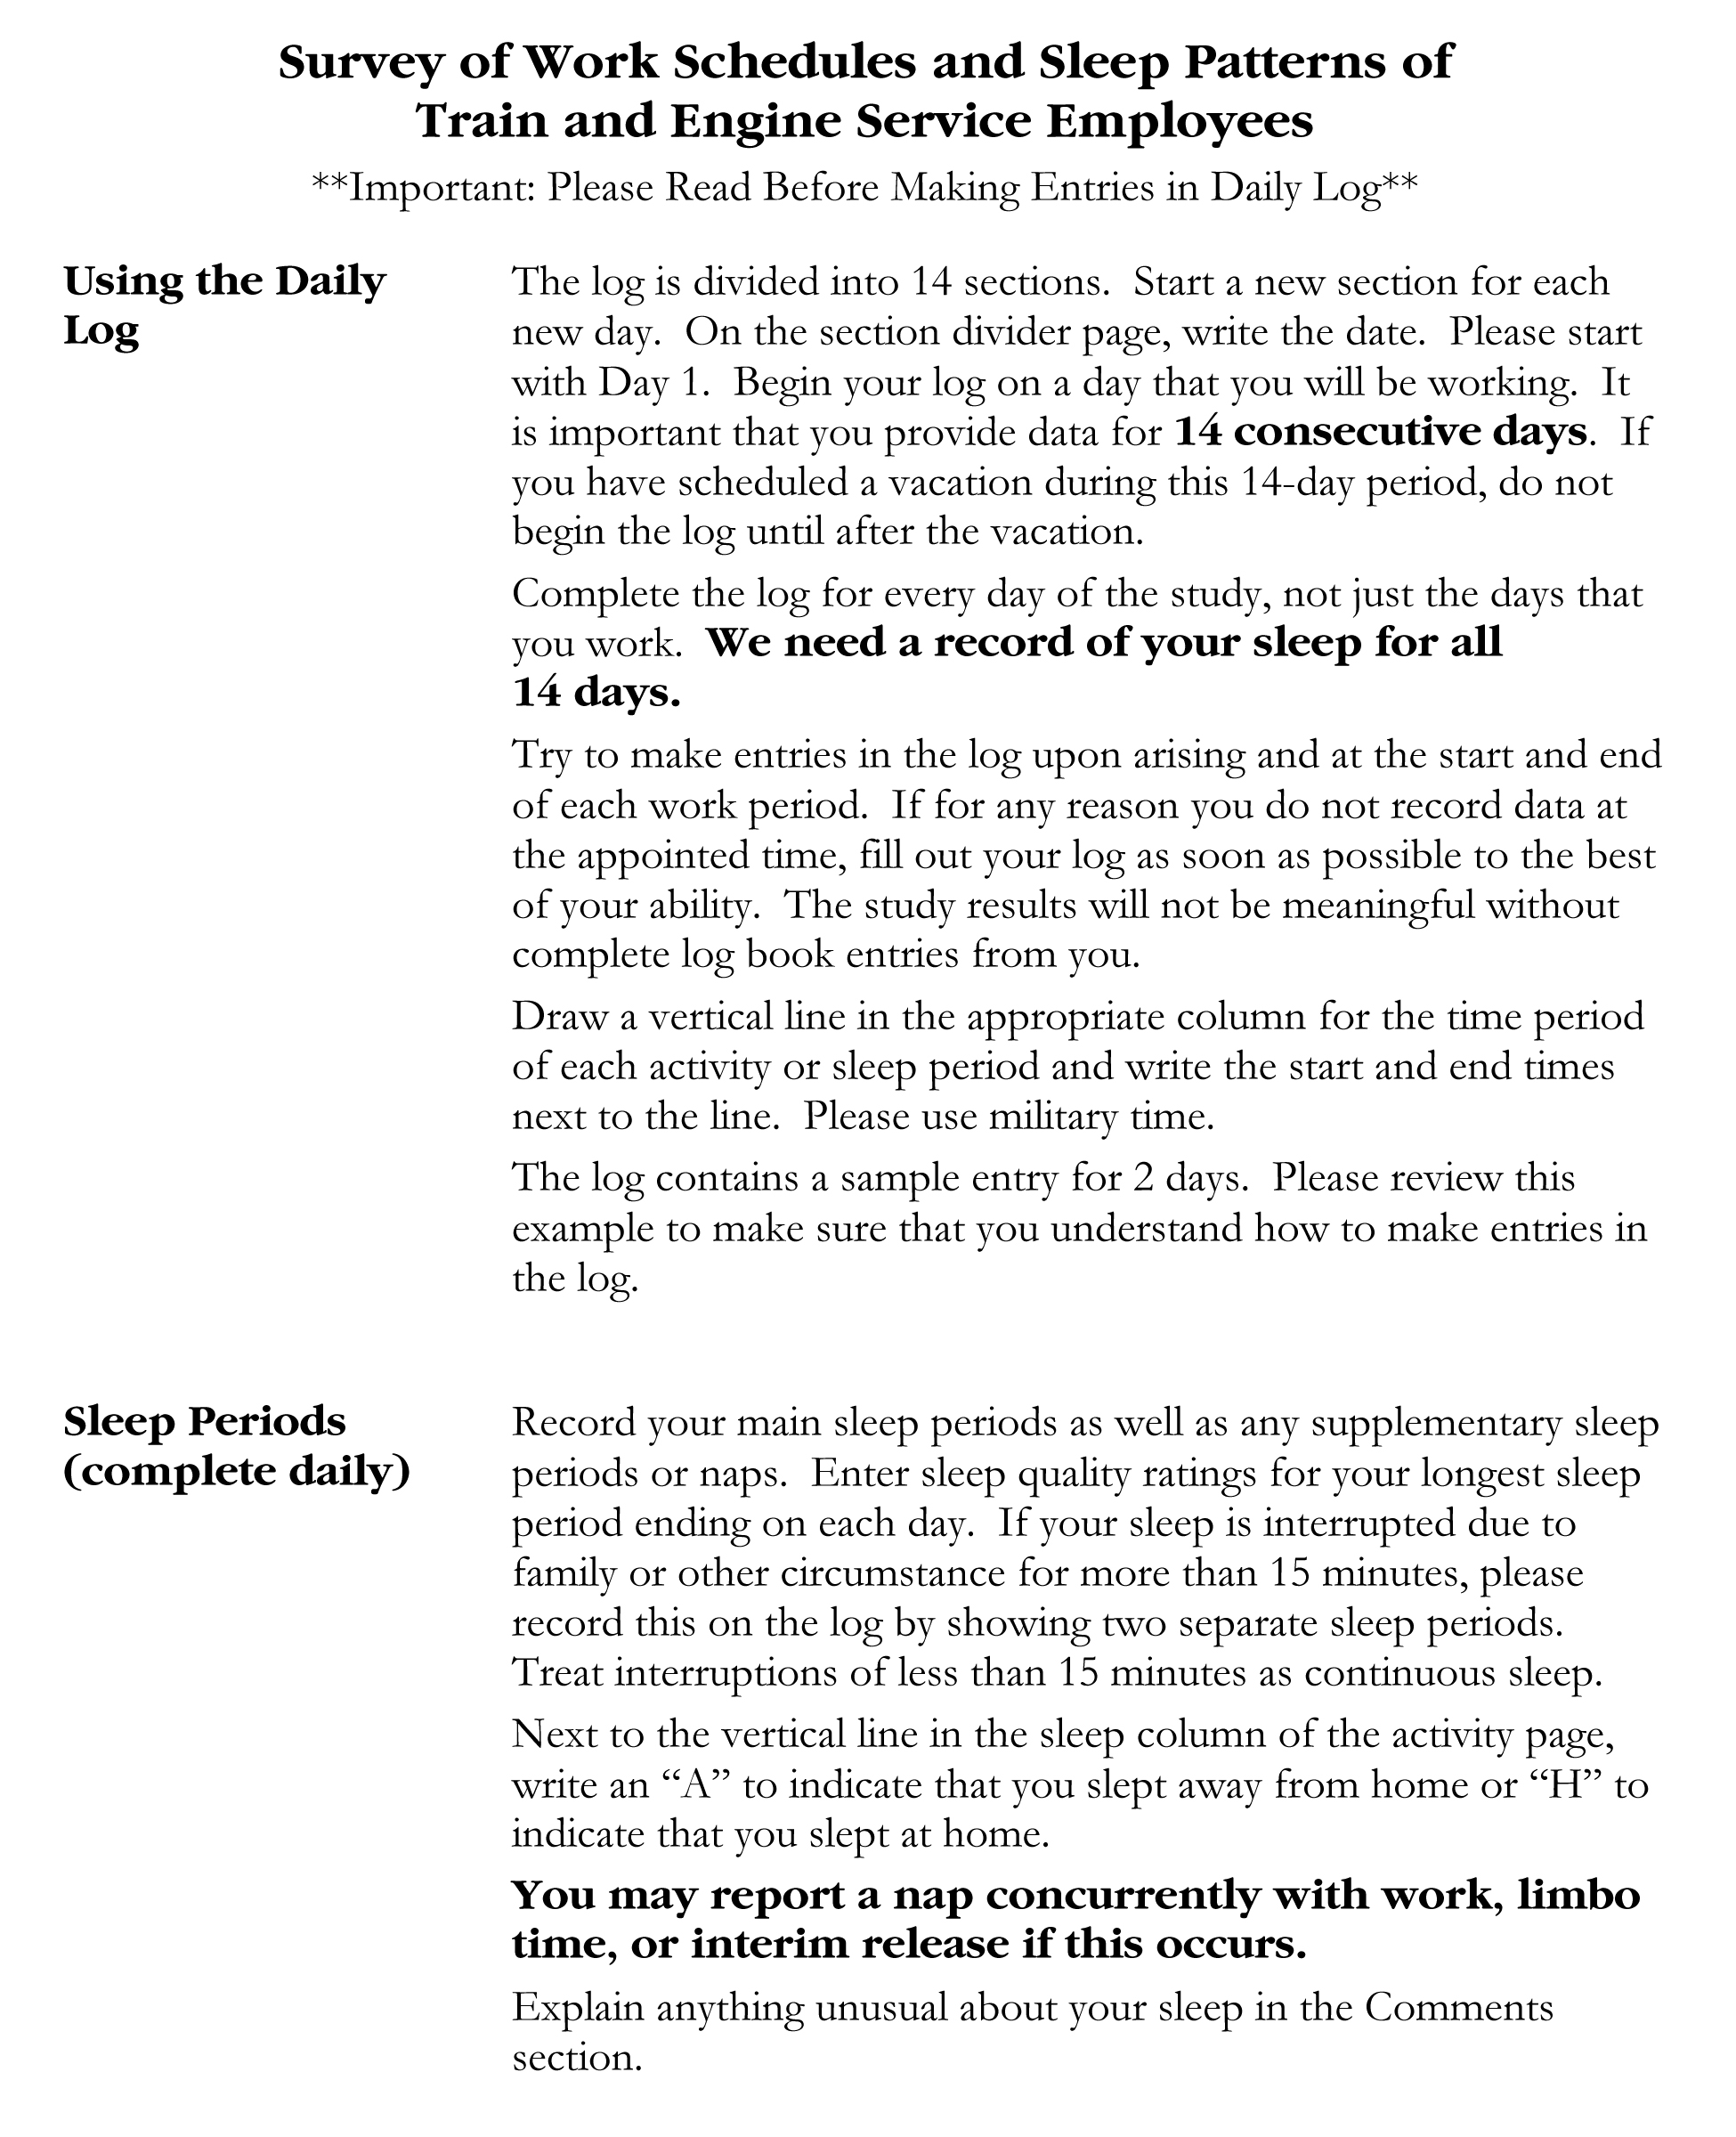 Survey of Work Schedules and Sleep Patterns of
Train and Engine Service Employees
**Important: Please Read Before Making Entries in Daily Log**
Using the Daily
Log
The log is divided into 14 sections.  Start a new section for each
new day.  On the section divider page, write the date.  Please start
with Day 1.  Begin your log on a day that you will be working.  It
is important that you provide data for 14 consecutive days.  If
you have scheduled a vacation during this 14-day period, do not
begin the log until after the vacation.
Complete the log for every day of the study, not just the days that
you work.  We need a record of your sleep for all
14 days.
Try to make entries in the log upon arising and at the start and end
of each work period.  If for any reason you do not record data at
the appointed time, fill out your log as soon as possible to the best
of your ability.  The study results will not be meaningful without
complete log book entries from you.
Draw a vertical line in the appropriate column for the time period
of each activity or sleep period and write the start and end times
next to the line.  Please use military time.
The log contains a sample entry for 2 days.  Please review this
example to make sure that you understand how to make entries in
the log.
Sleep Periods
(complete daily)
Record your main sleep periods as well as any supplementary sleep
periods or naps.  Enter sleep quality ratings for your longest sleep
period ending on each day.  If your sleep is interrupted due to
family or other circumstance for more than 15 minutes, please
record this on the log by showing two separate sleep periods.
Treat interruptions of less than 15 minutes as continuous sleep.
Next to the vertical line in the sleep column of the activity page,
write an “A” to indicate that you slept away from home or “H” to
indicate that you slept at home.
You may report a nap concurrently with work, limbo
time, or interim release if this occurs.
Explain anything unusual about your sleep in the Comments
section.